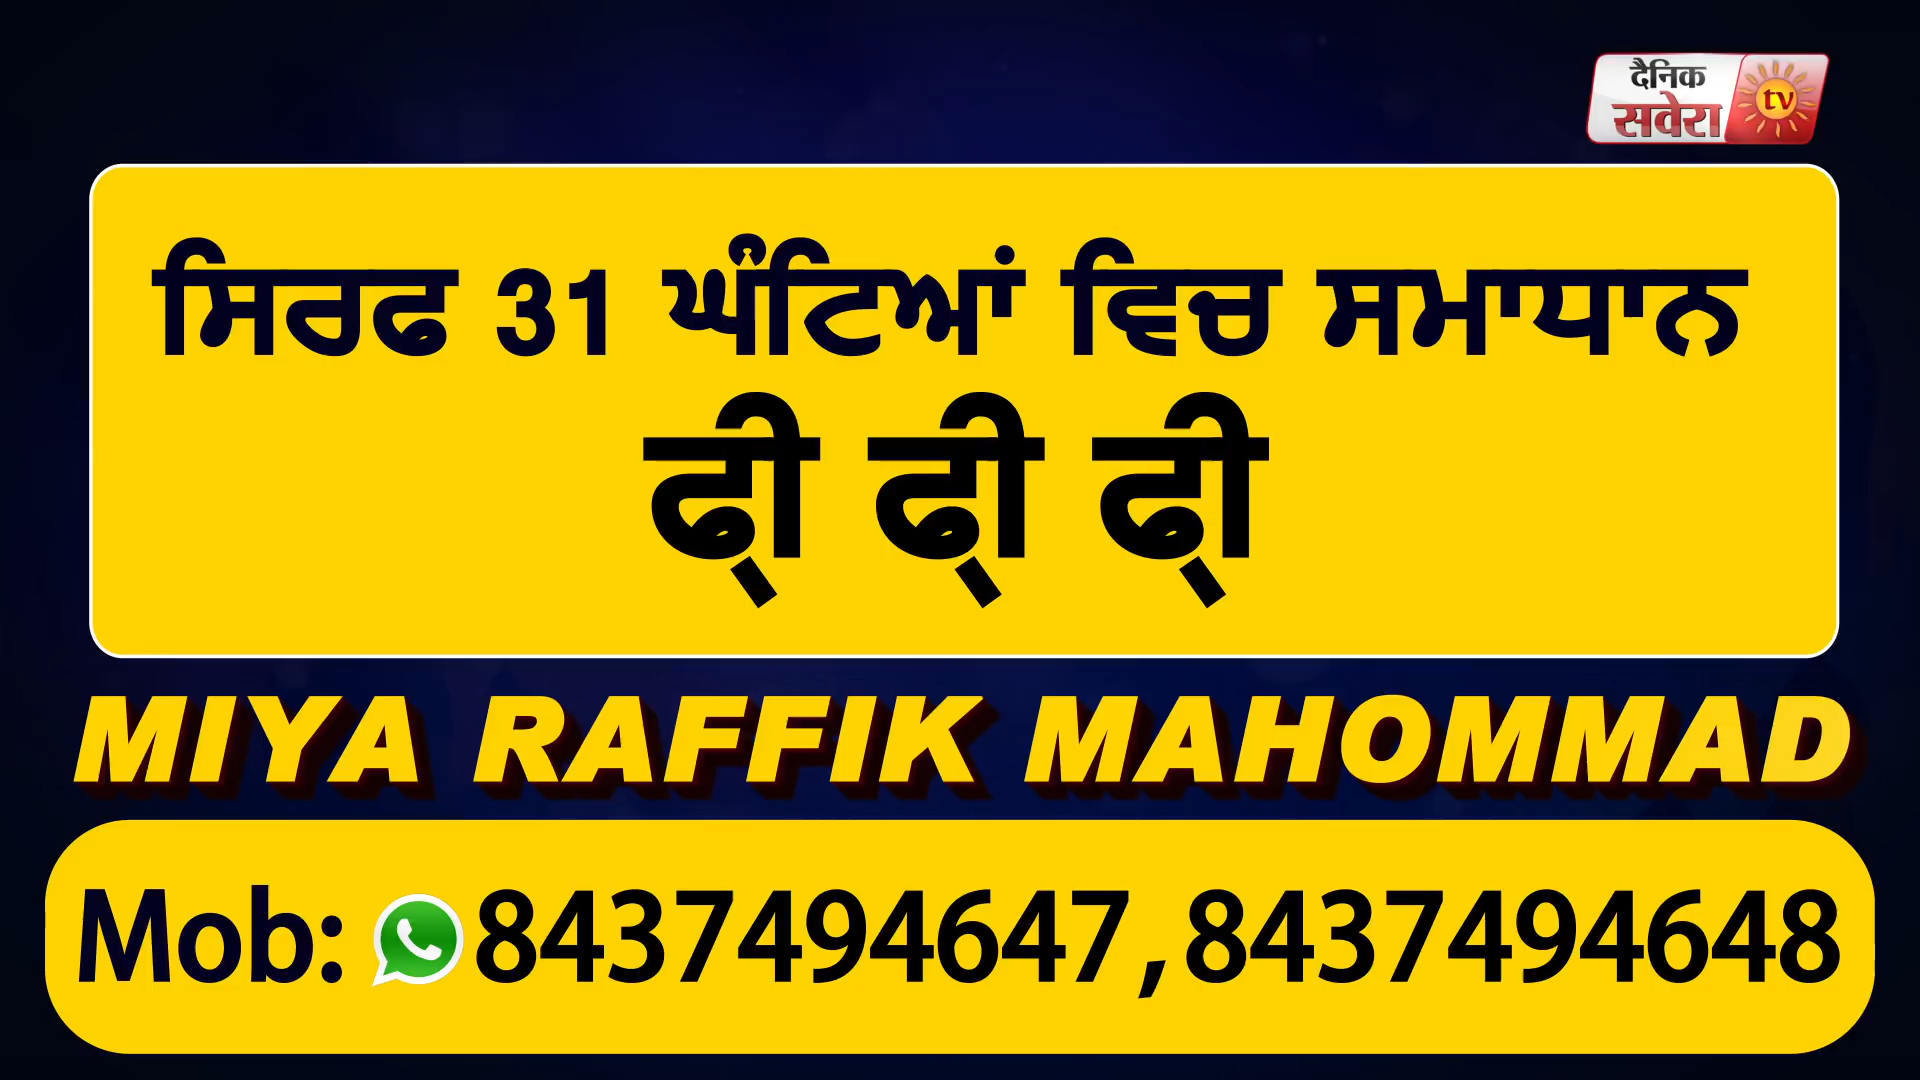 दैनिक
सवेरा tv
ਸਿਰਫ 31 ਘੰਟਿਆਂ ਵਿਚ ਸਮਾਧਾਨ
ਫ੍ਰੀ ਫ੍ਰੀ ਫ੍ਰੀ
MIYA RAFFIK MAHOMMAD
Mob: 8437494647, 8437494648